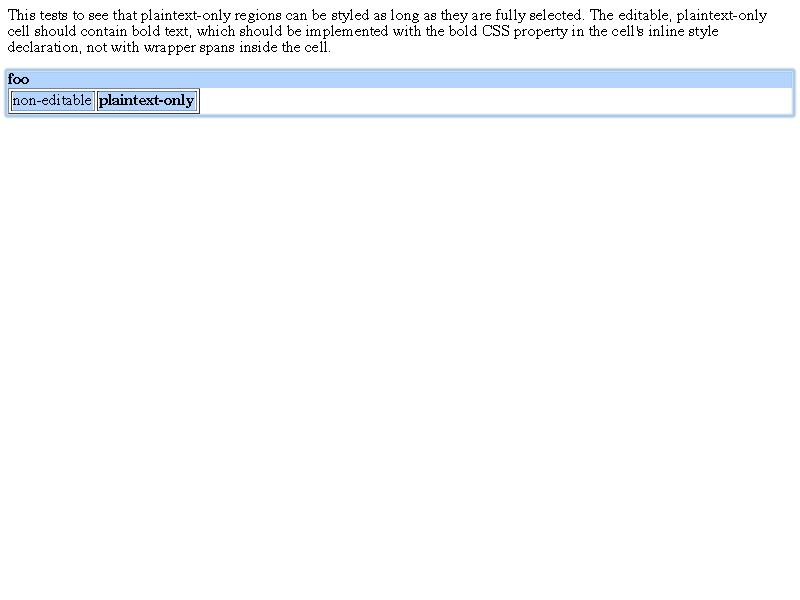 This tests to see that plaintext-only regions can be styled as long as they are fully selected. The editable, plaintext-only
cell should contain bold text, which should be implemented with the bold CSS property in the cell's inline style
declaration, not with wrapper spans inside the cell.
foo
non-editable plaintext-only